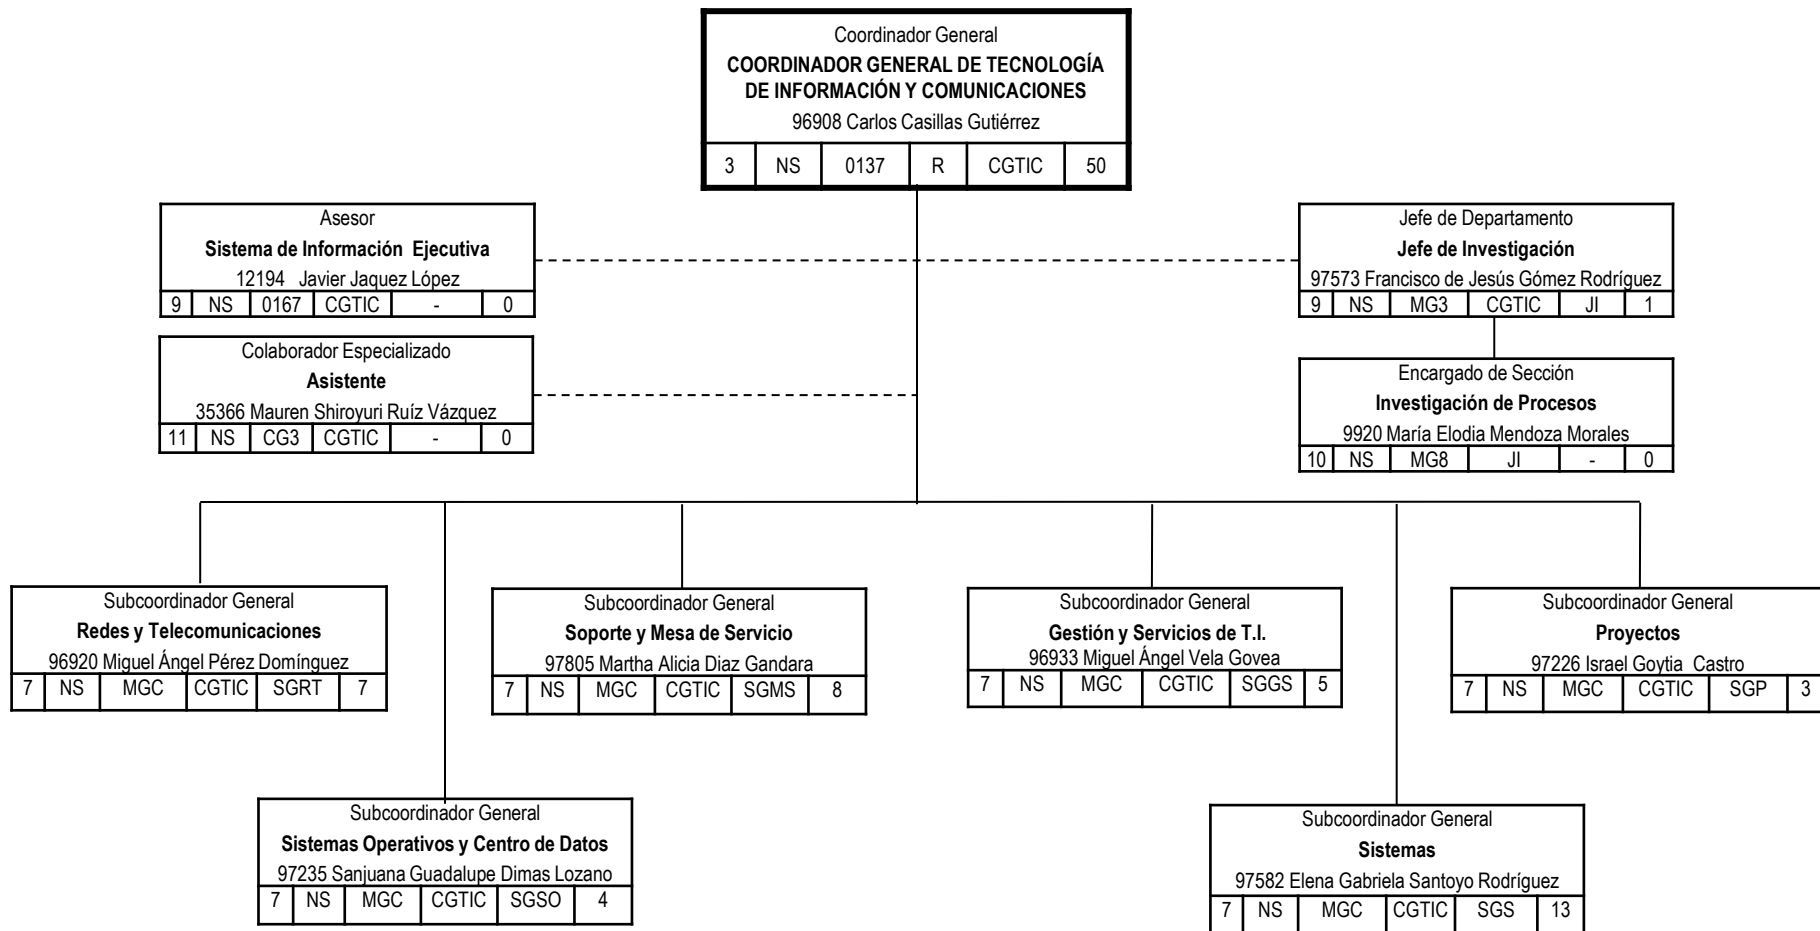 Coordinador General
COORDINADOR GENERAL DE TECNOLOGÍA
DE INFORMACIÓN Y COMUNICACIONES
96908 Carlos Casillas Gutiérrez
3 NS 0137 R CGTIC 50
Asesor
Sistema de Información Ejecutiva
12194 Javier Jaquez López
9 NS 0167 CGTIC - 0
Jefe de Departamento
Jefe de Investigación
97573 Francisco de Jesús Gómez Rodríguez
9 NS MG3 CGTIC JI 1
Colaborador Especializado
Asistente
35366 Mauren Shiroyuri Ruíz Vázquez
11 NS CG3 CGTIC - 0
Encargado de Sección
Investigación de Procesos
9920 María Elodia Mendoza Morales
10 NS MG8 JI - 0
Subcoordinador General
Redes y Telecomunicaciones
96920 Miguel Ángel Pérez Domínguez
7 NS MGC CGTIC SGRT 7
Subcoordinador General
Soporte y Mesa de Servicio
97805 Martha Alicia Diaz Gandara
7 NS MGC CGTIC SGMS 8
Subcoordinador General
Gestión y Servicios de T.I.
96933 Miguel Ángel Vela Govea
7 NS MGC CGTIC SGGS 5
Subcoordinador General
Proyectos
97226 Israel Goytia Castro
7 NS MGC CGTIC SGP 3
Subcoordinador General
Sistemas Operativos y Centro de Datos
97235 Sanjuana Guadalupe Dimas Lozano
7 NS MGC CGTIC SGSO 4
Subcoordinador General
Sistemas
97582 Elena Gabriela Santoyo Rodríguez
7 NS MGC CGTIC SGS 13